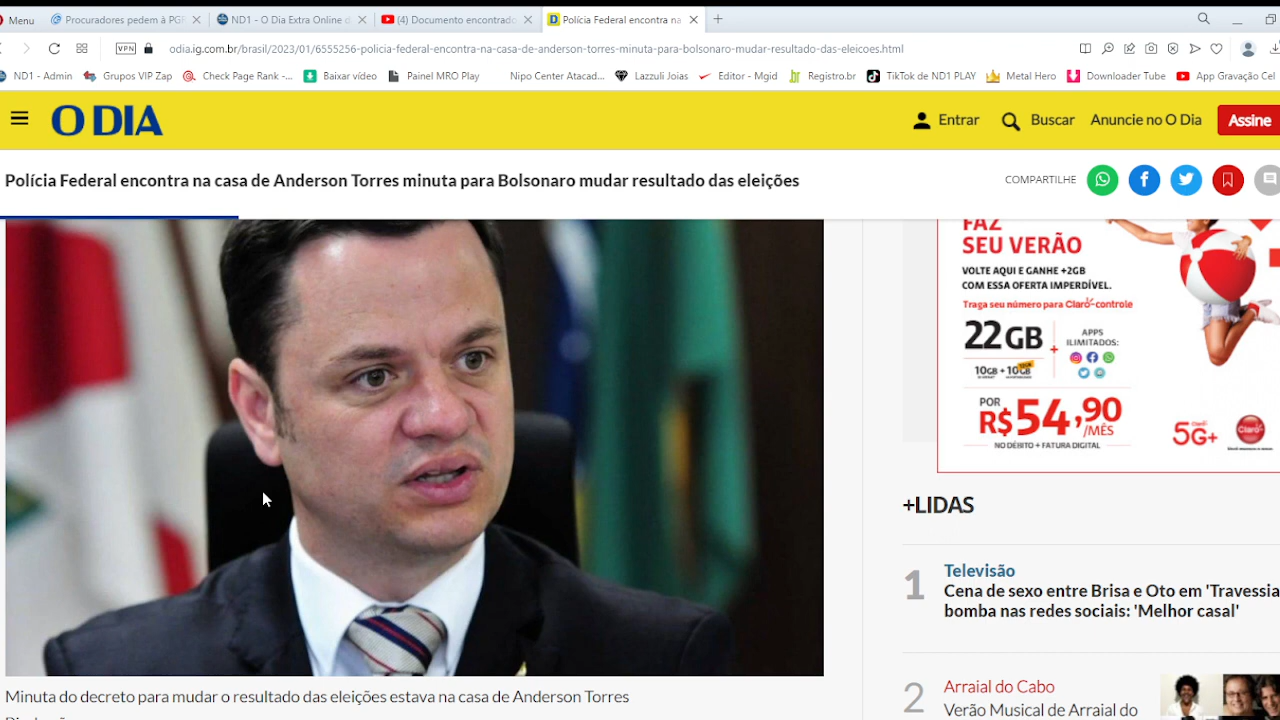 Menu
Procuradores pedem à PGR
ND1 - O Dia Extra Online d
(4) Documento encontrado
Polícia Federal encontra na
VPN
odia.ig.com.br/brasil/2023/01/6555256-policia-federal-encontra-na-casa-de-anderson-torres-minuta-para-bolsonaro-mudar-resultado-das-eleicoes.html
ND1 - Admin
Grupos VIP Zap
Check Page Rank -...
Baixar vídeo
Painel MRO Play
Nipo Center Atacad...
Lazzuli Joias
Editor - Mgid
Registro.br
TikTok de ND1 PLAY
Metal Hero
Downloader Tube
App Gravação Cel
O DIA
Entrar
Buscar
Anuncie no O Dia
Assine
Polícia Federal encontra na casa de Anderson Torres minuta para Bolsonaro mudar resultado das eleições
COMPARTILHE
FAZ
SEU VERÃO
VOLTE AQUI E GANHE +2GB
COM ESSA OFERTA IMPERDÍVEL.
Traga seu número para Claro-controle
22GB
+
APPS
ILIMITADOS:
10GB + 10GB
POR
R$54,90
/MÊS
NO DÉBITO + FATURA DIGITAL
5G+
Claro
+LIDAS
1
Televisão
Cena de sexo entre Brisa e Oto em 'Travessia
bomba nas redes sociais: 'Melhor casal'
2
Arraial do Cabo
Verão Musical de Arraial do
Minuta do decreto para mudar o resultado das eleições estava na casa de Anderson Torres